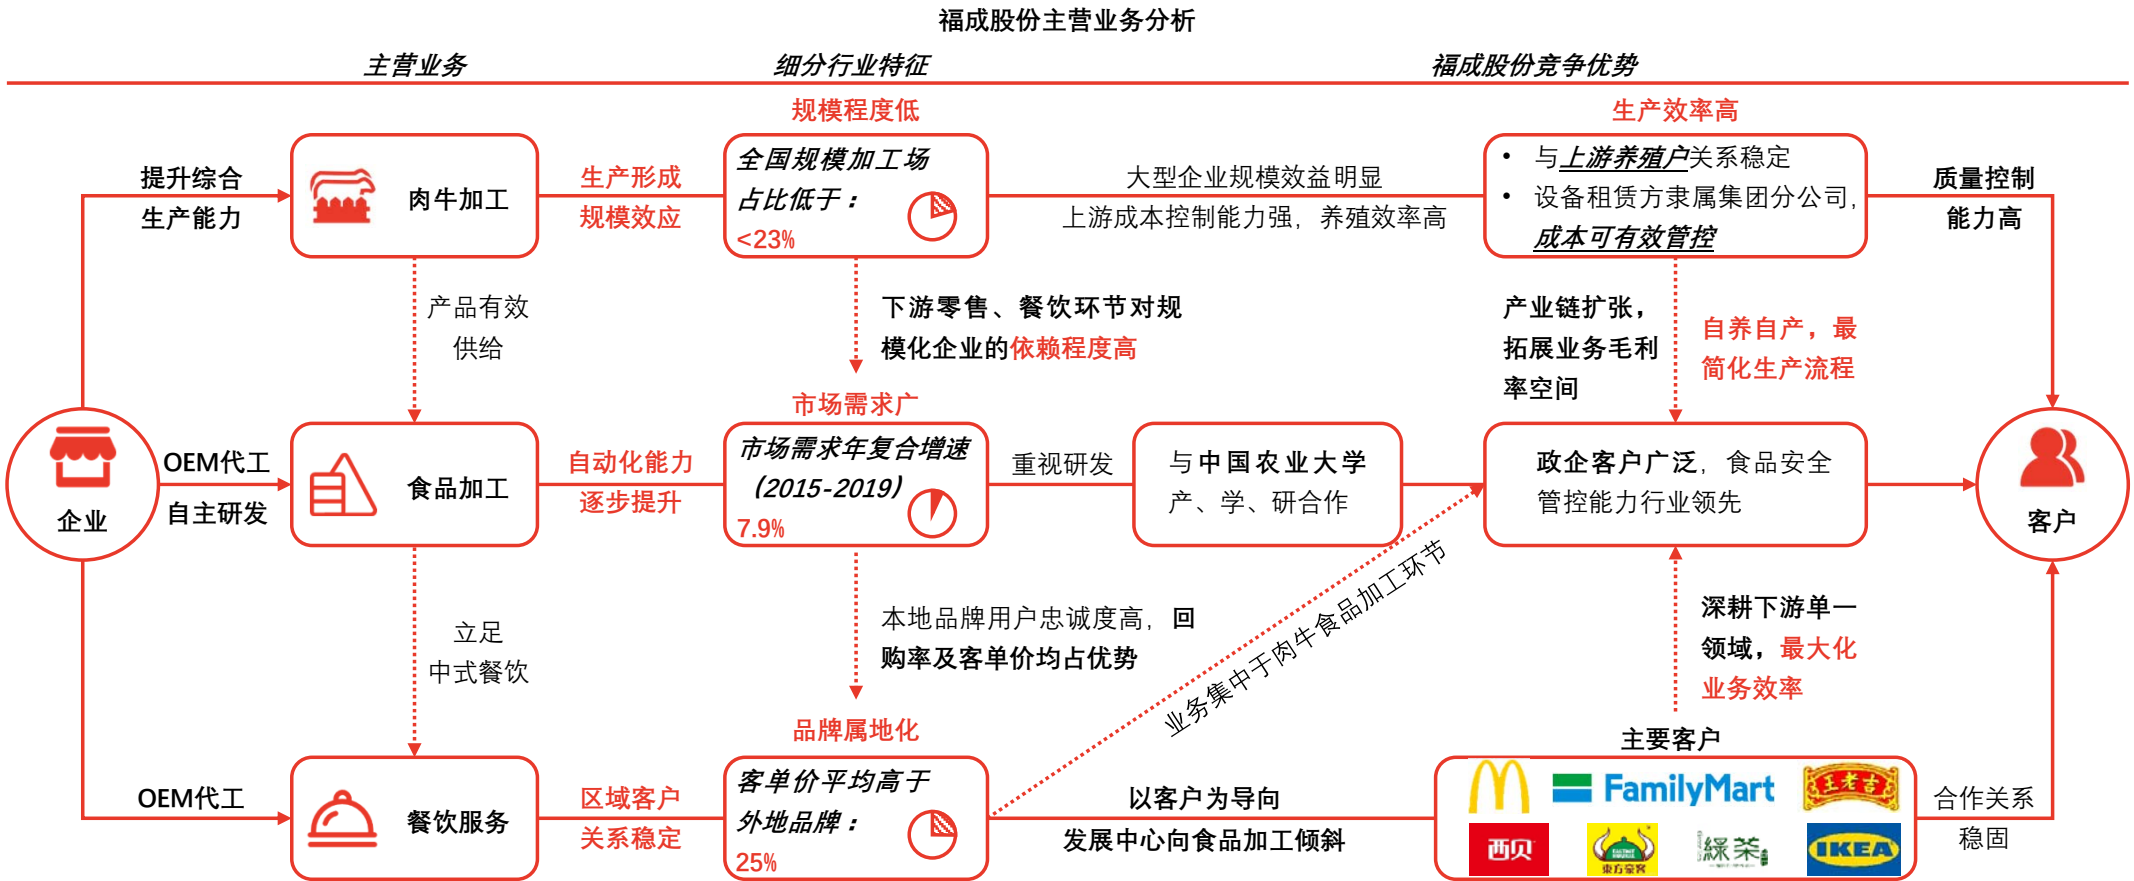 福成股份主营业务分析
主营业务
细分行业特征
福成股份竞争优势
规模程度低
生产效率高
提升综合
生产能力
肉牛加工
生产形成
规模效应
全国规模加工场
占比低于：
<23%
大型企业规模效益明显
上游成本控制能力强，养殖效率高
• 与上游养殖户关系稳定
• 设备租赁方隶属集团分公司，
成本可有效管控
质量控制
能力高
产品有效
供给
下游零售、餐饮环节对规
模化企业的依赖程度高
产业链扩张，
拓展业务毛利
率空间
自养自产，最
简化生产流程
市场需求广
企业
OEM代工
自主研发
食品加工
自动化能力
逐步提升
市场需求年复合增速
（2015-2019）
7.9%
重视研发
与中国农业大学
产、学、研合作
政企客户广泛，食品安全
管控能力行业领先
客户
立足
中式餐饮
本地品牌用户忠诚度高，回
购率及客单价均占优势
业务集中于肉牛食品加工环节
深耕下游单一
领域，最大化
业务效率
品牌属地化
主要客户
OEM代工
餐饮服务
区域客户
关系稳定
客单价平均高于
外地品牌：
25%
以客户为导向
发展中心向食品加工倾斜
FamilyMart
王老吉
西贝
東方豪客
緑茶
IKEA
合作关系
稳固